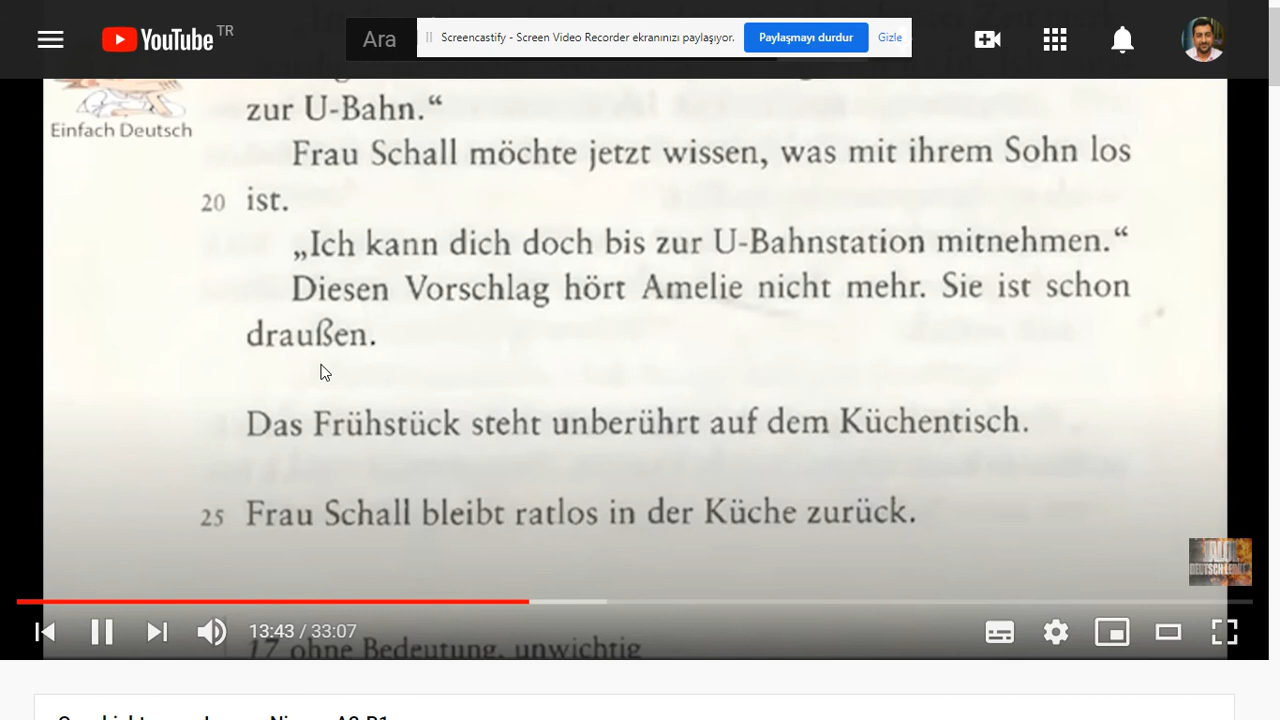 YouTube TR
Ara
Screencastify - Screen Video Recorder ekranınızı paylaşıyor.
Paylaşmayı durdur
Gizle
Einfach Deutsch
zur U-Bahn.“
Frau Schall möchte jetzt wissen, was mit ihrem Sohn los
20 ist.
„Ich kann dich doch bis zur U-Bahnstation mitnehmen.“
Diesen Vorschlag hört Amelie nicht mehr. Sie ist schon
draußen.
Das Frühstück steht unberührt auf dem Küchentisch.
25 Frau Schall bleibt ratlos in der Küche zurück.
DEUTSCH
13:43 / 33:07
17 ohne Bedeutung, unwichtig